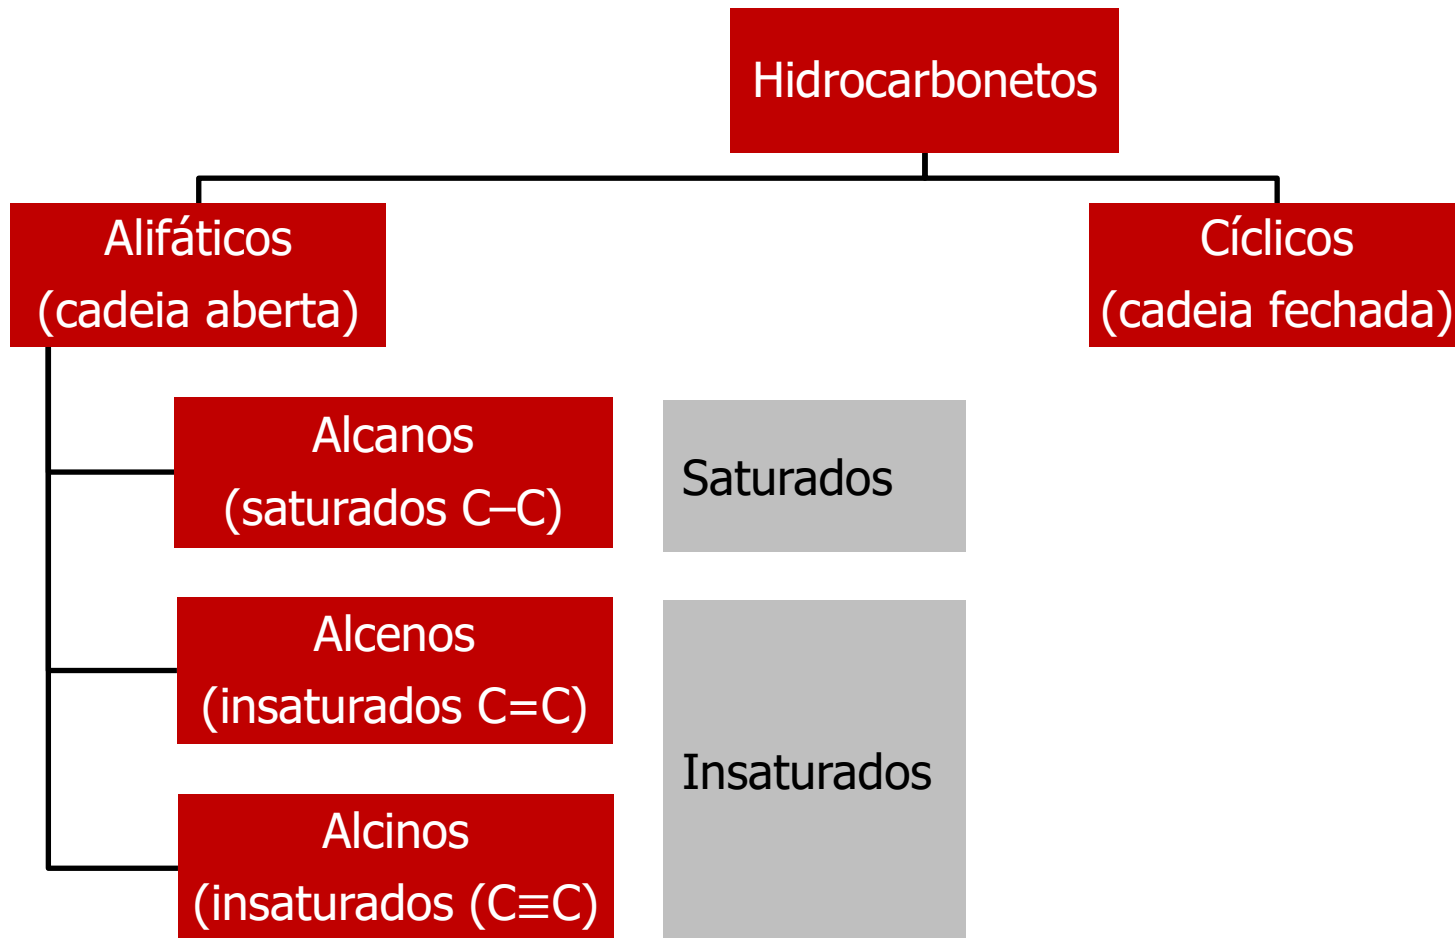 Hidrocarbonetos
Alifáticos
(cadeia aberta)
Cíclicos
(cadeia fechada)
Alcanos
(saturados C–C)
Saturados
Alcenos
(insaturados C=C)
Insaturados
Alcinos
(insaturados (C≡C)